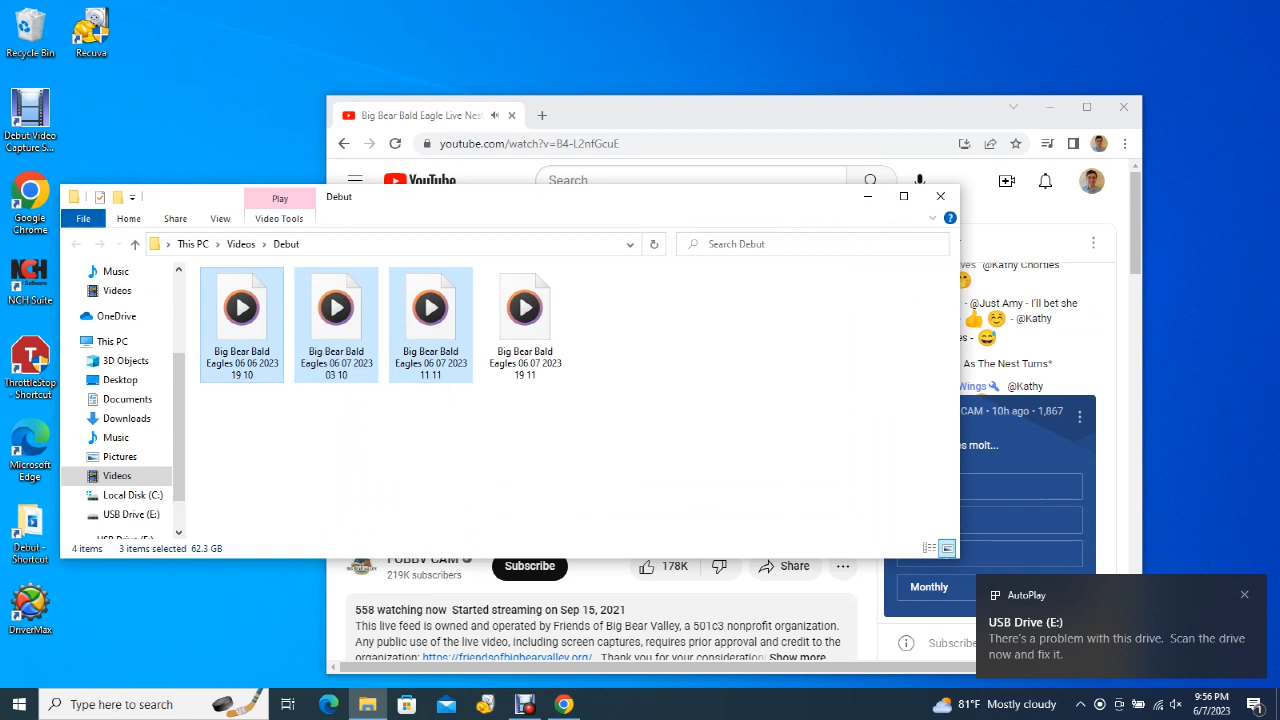 Recycle Bin
Recuva
Debut Video
Capture S...
Google
Chrome
NCH
Software
NCH Suite
ThrottleStop
- Shortcut
Microsoft
Edge
Debut -
Shortcut
DriverMax
Big Bear Bald Eagle Live Nest
youtube.com/watch?v=B4-L2nfGcuE
YouTube
Search
Play
Debut
File
Home
Share
View
Video Tools
This PC > Videos > Debut
Search Debut
Music
Videos
OneDrive
This PC
3D Objects
Desktop
Documents
Downloads
Music
Pictures
Videos
Local Disk (C:)
USB Drive (E:)
USB Drive (E:)
Big Bear Bald
Eagles 06 06 2023
19 10
Big Bear Bald
Eagles 06 07 2023
03 10
Big Bear Bald
Eagles 06 07 2023
11 11
Big Bear Bald
Eagles 06 07 2023
19 11
4 items 3 items selected 62.3 GB
@Kathy Chortles
- @Just Amy - I'll bet she
- @Kathy
As The Nest Turns*
Wings @Kathy
CAM • 10h ago • 1,867
es molt...
Monthly
Subscribe
FOBBV CAM
219K subscribers
Subscribe
178K
Share
558 watching now Started streaming on Sep 15, 2021
This live feed is owned and operated by Friends of Big Bear Valley, a 501c3 nonprofit organization.
Any public use of the live video, including screen captures, requires prior approval and credit to the
organization: https://friendsofbigbearvalley.org/ Thank you for your consideration Show more
AutoPlay
USB Drive (E:)
There's a problem with this drive. Scan the drive
now and fix it.
Type here to search
81°F Mostly cloudy
9:56 PM
6/7/2023
1